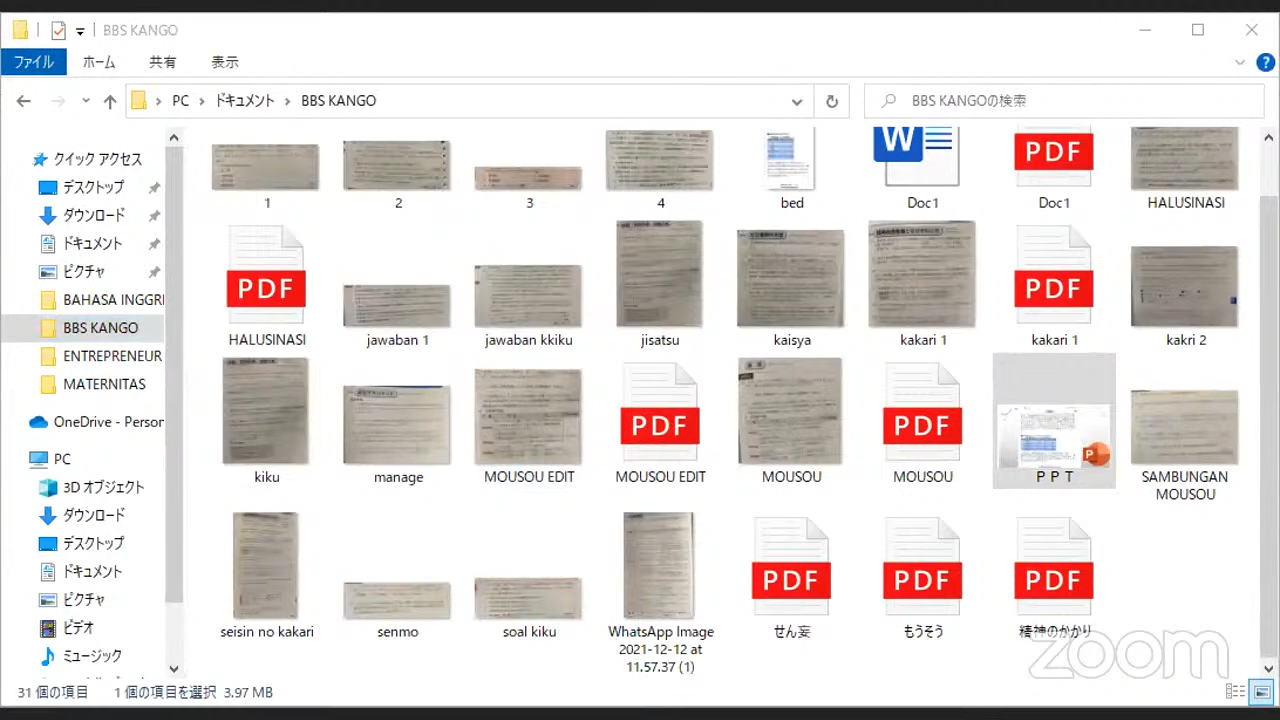 BBS KANGO
ファイル ホーム 共有 表示
PC ドキュメント BBS KANGO
BBS KANGOの検索
クイック アクセス
デスクトップ
ダウンロード
ドキュメント
ピクチャ
BAHASA INGGRI
BBS KANGO
ENTREPRENEUR
MATERNITAS
OneDrive - Person
PC
3D オブジェクト
ダウンロード
デスクトップ
ドキュメント
ピクチャ
ビデオ
ミュージック
W PDF
1 2 3 4 bed Doc1 Doc1 HALUSINASI
PDF PDF
HALUSINASI jawaban 1 jawaban kkiku jisatsu kaisya kakari 1 kakari 1 kakri 2
PDF PDF P
kiku manage MOUSOU EDIT MOUSOU EDIT MOUSOU MOUSOU ＰＰＴ SAMBUNGAN
MOUSOU
PDF PDF PDF
seisin no kakari senmo soal kiku WhatsApp Image せん妄 もうそう 精神のかかり
2021-12-12 at
11.57.37 (1)
zoom
31 個の項目 1 個の項目を選択 3.97 MB